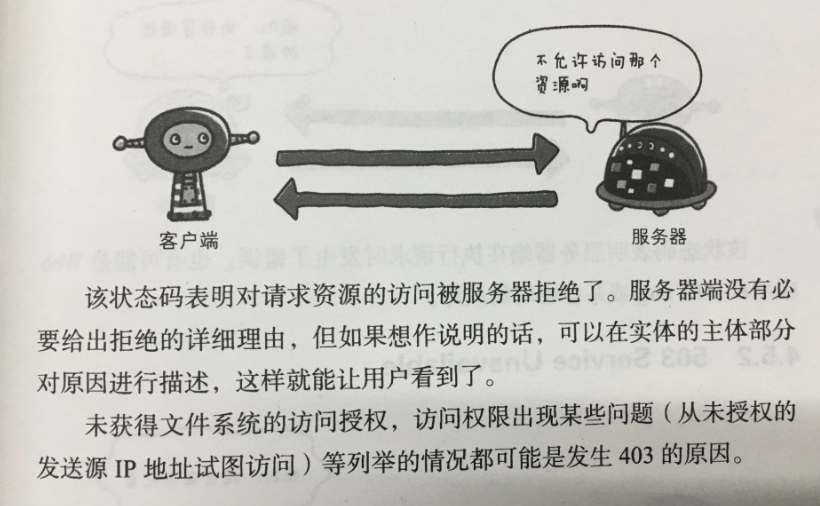 不允许访问那个
资源啊
客户端
服务器
该状态码表明对请求资源的访问被服务器拒绝了。服务器端没有必
要给出拒绝的详细理由，但如果想作说明的话，可以在实体的主体部分
对原因进行描述，这样就能让用户看到了。
未获得文件系统的访问授权，访问权限出现某些问题（从未授权的
发送源 IP 地址试图访问）等列举的情况都可能是发生 403 的原因。